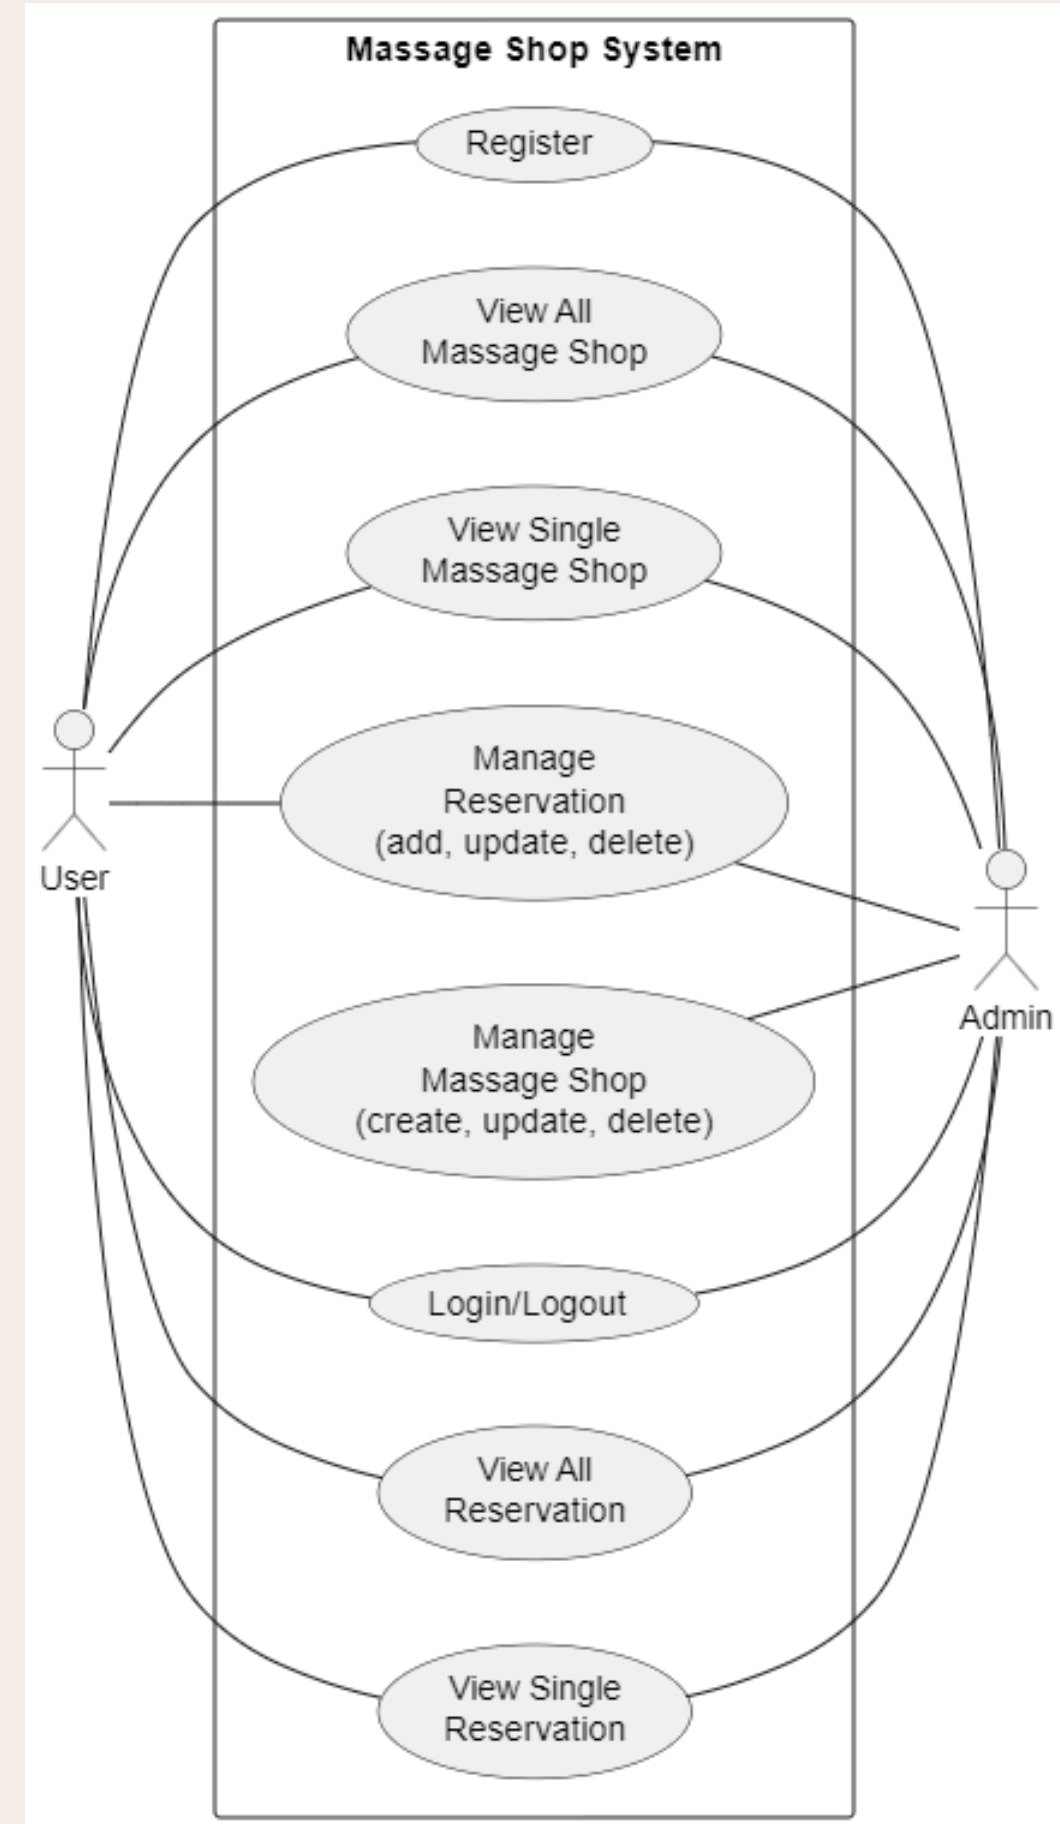 Massage Shop System
Register
View All
Massage Shop
View Single
Massage Shop
Manage
Reservation
(add, update, delete)
User
Manage
Massage Shop
(create, update, delete)
Admin
Login/Logout
View All
Reservation
View Single
Reservation